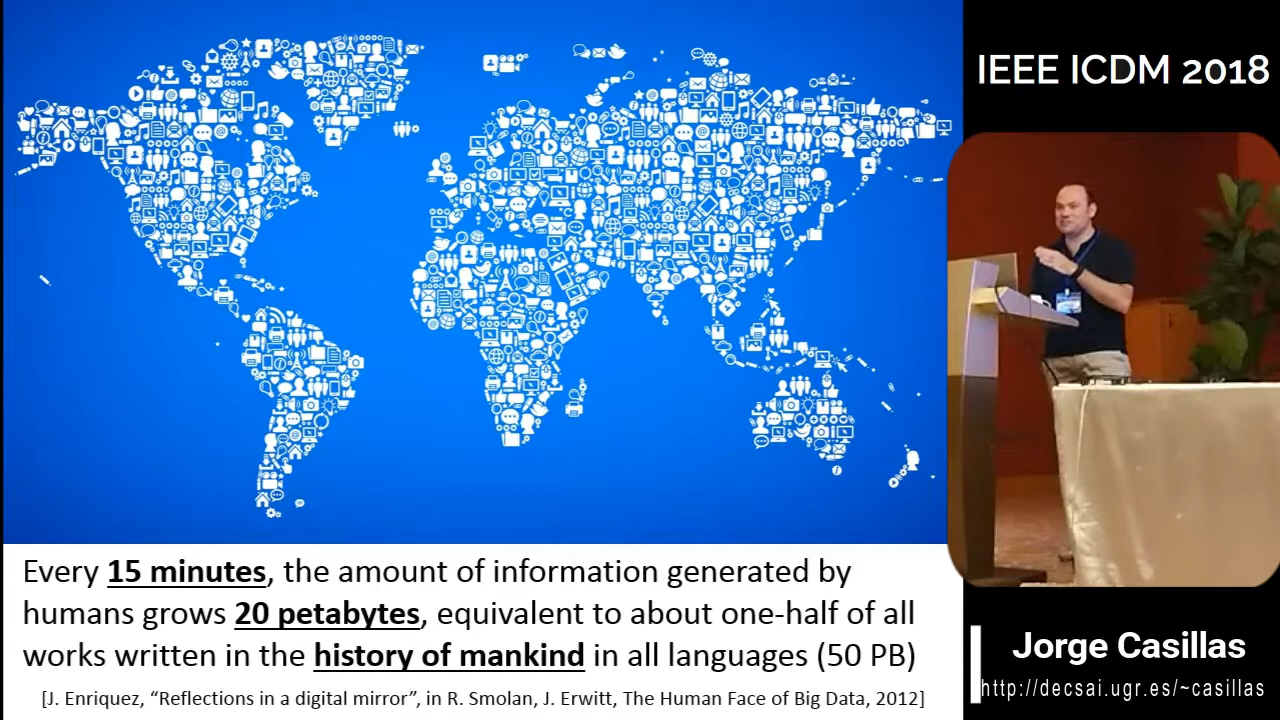 IEEE ICDM 2018
Every 15 minutes, the amount of information generated by
humans grows 20 petabytes, equivalent to about one-half of all
works written in the history of mankind in all languages (50 PB)
[J. Enriquez, “Reflections in a digital mirror”, in R. Smolan, J. Erwitt, The Human Face of Big Data, 2012]
Jorge Casillas
http://decsai.ugr.es/~casillas